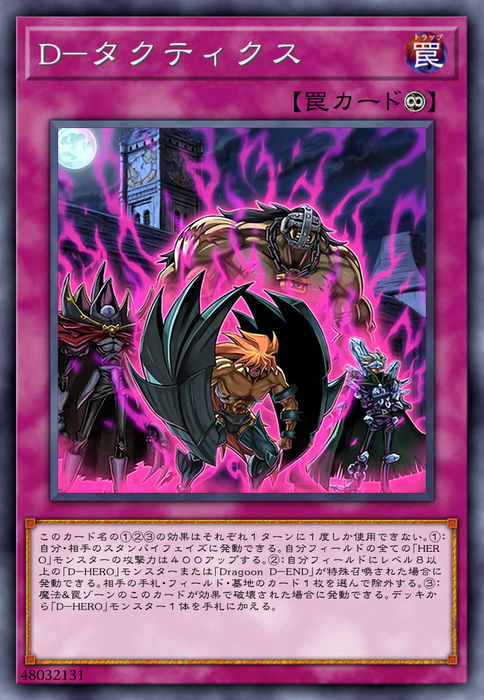 D-タクティクス
トラップ
罠
【罠カード∞】
このカード名の①②③の効果はそれぞれ1ターンに1度しか使用できない。①:
自分・相手のスタンバイフェイズに発動できる。自分フィールドの全ての「HER
O」モンスターの攻撃力は400アップする。②:自分フィールドにレベル8以
上の「D-HERO」モンスターまたは「Dragoon D-END」が特殊召喚された場合に
発動できる。相手の手札・フィールド・墓地のカード1枚を選んで除外する。③:
魔法&罠ゾーンのこのカードが効果で破壊された場合に発動できる。デッキか
ら「D-HERO」モンスター1体を手札に加える。
48032131